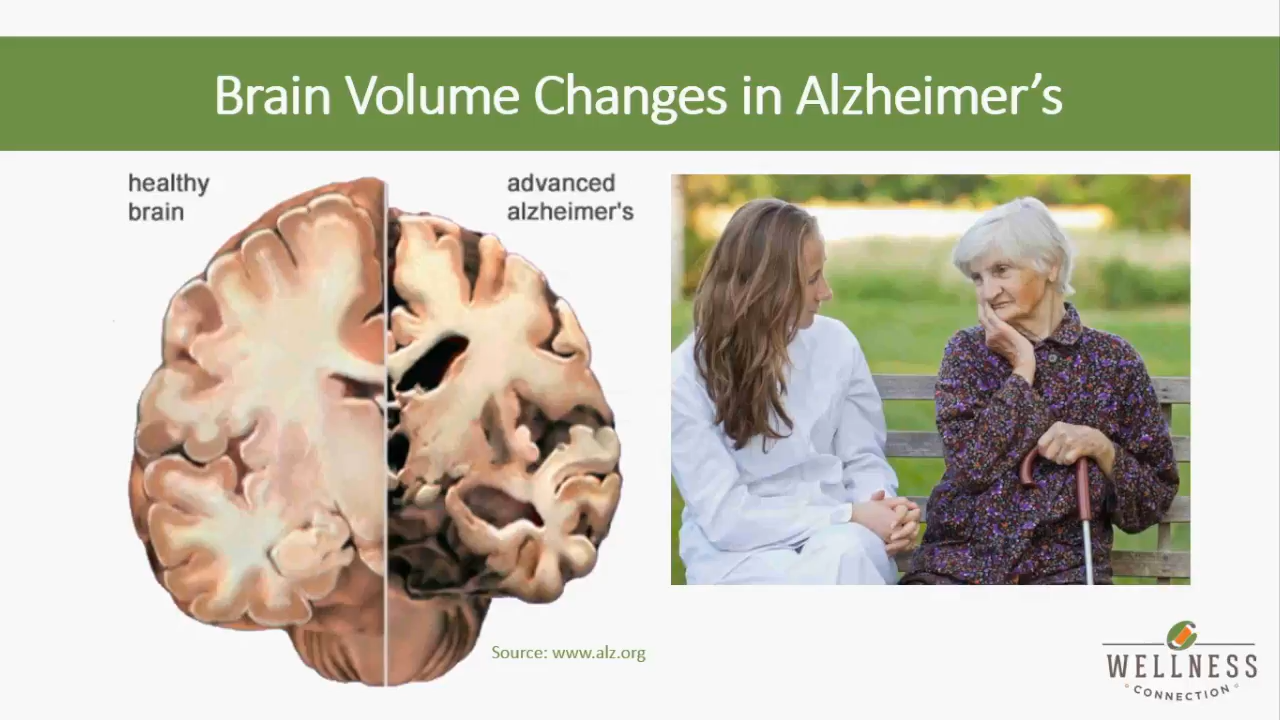 Brain Volume Changes in Alzheimer’s
healthy
brain
advanced
alzheimer's
Source: www.alz.org
WELLNESS
CONNECTION